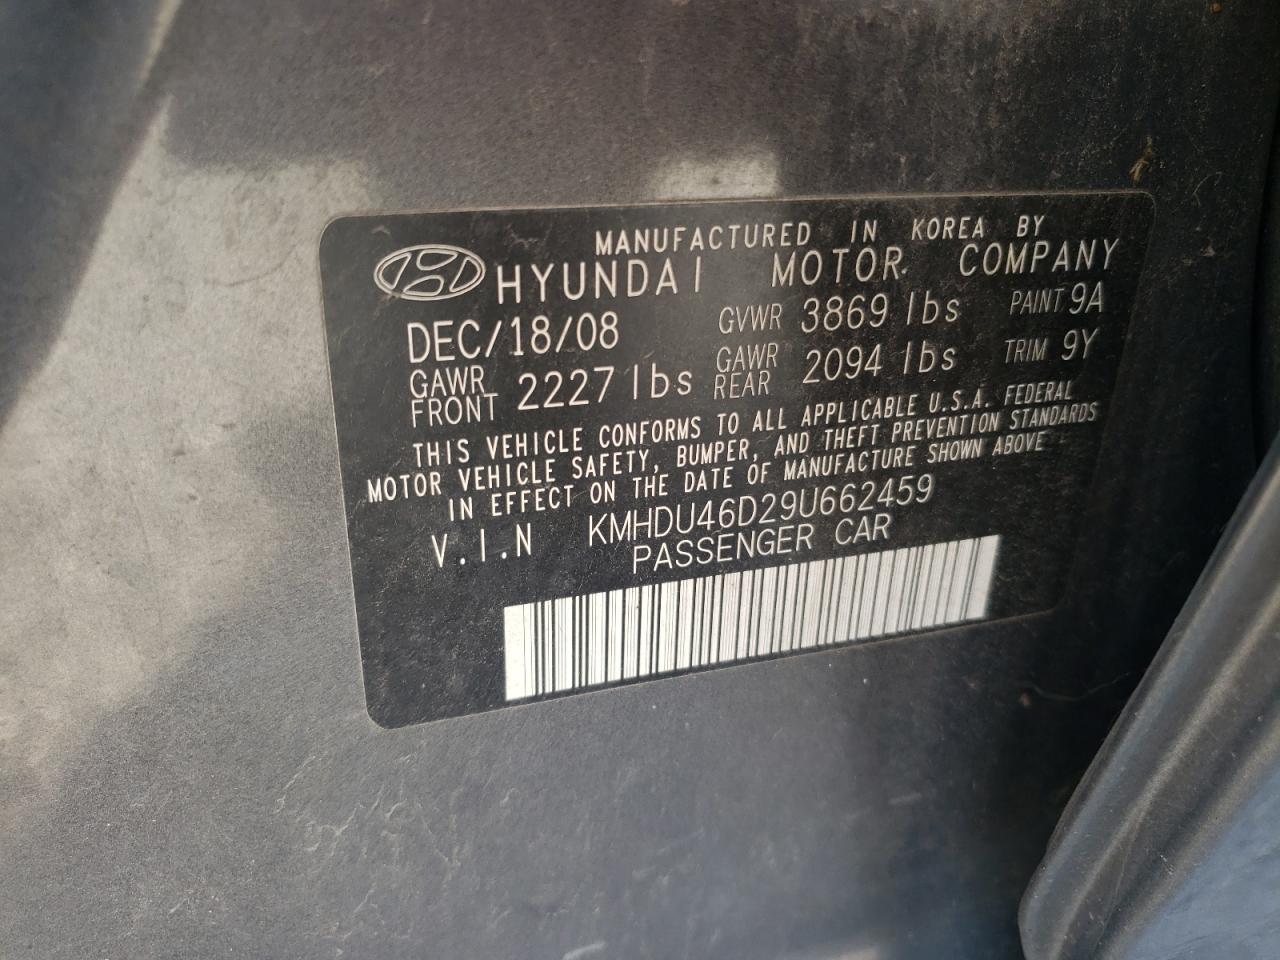 MANUFACTURED IN KOREA BY
HYUNDAI MOTOR COMPANY
DEC/18/08 GVWR 3869 lbs PAINT 9A
GAWR FRONT 2227 lbs GAWR REAR 2094 lbs TRIM 9Y
THIS VEHICLE CONFORMS TO ALL APPLICABLE U.S.A. FEDERAL
MOTOR VEHICLE SAFETY, BUMPER, AND THEFT PREVENTION STANDARDS
IN EFFECT ON THE DATE OF MANUFACTURE SHOWN ABOVE
V.I.N KMHDU46D29U662459
PASSENGER CAR